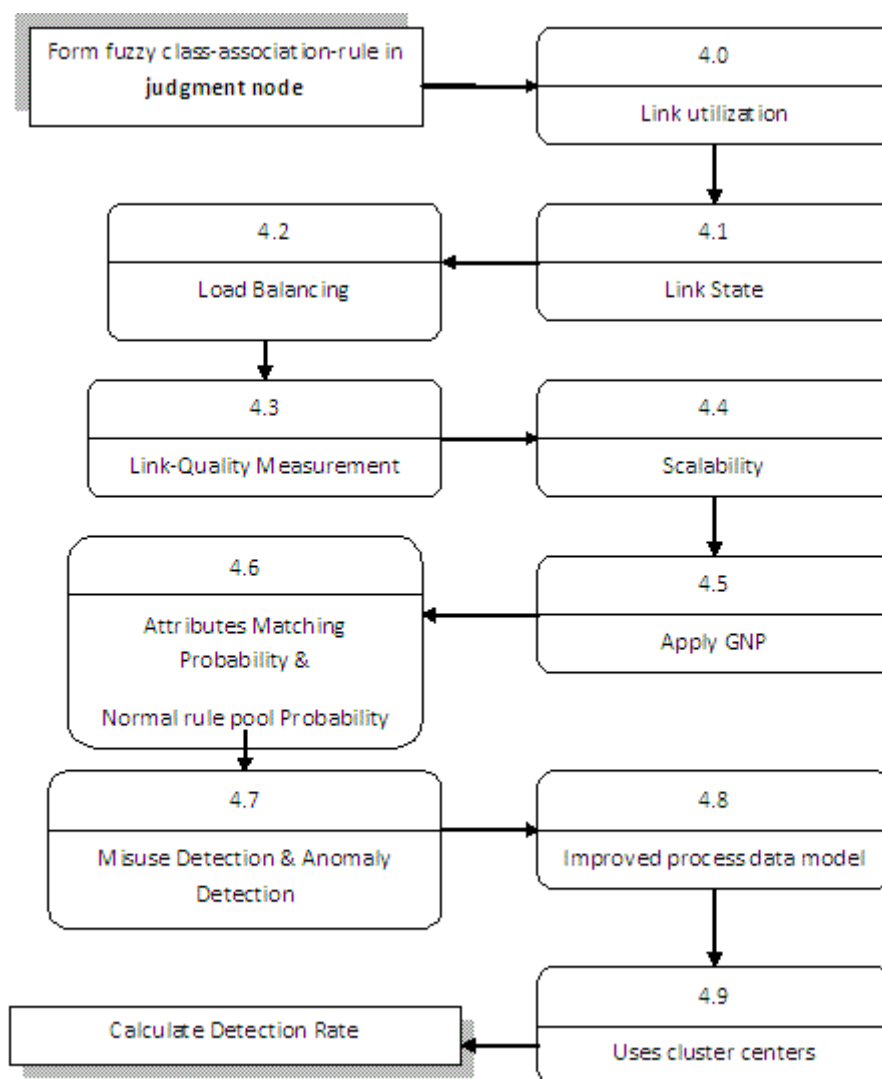 Form fuzzy class-association-rule in
judgment node
4.0
Link utilization
4.1
Link State
4.2
Load Balancing
4.3
Link-Quality Measurement
4.4
Scalability
4.5
Apply GNP
4.6
Attributes Matching
Probability &
Normal rule pool Probability
4.7
Misuse Detection & Anomaly
Detection
4.8
Improved process data model
4.9
Uses cluster centers
Calculate Detection Rate